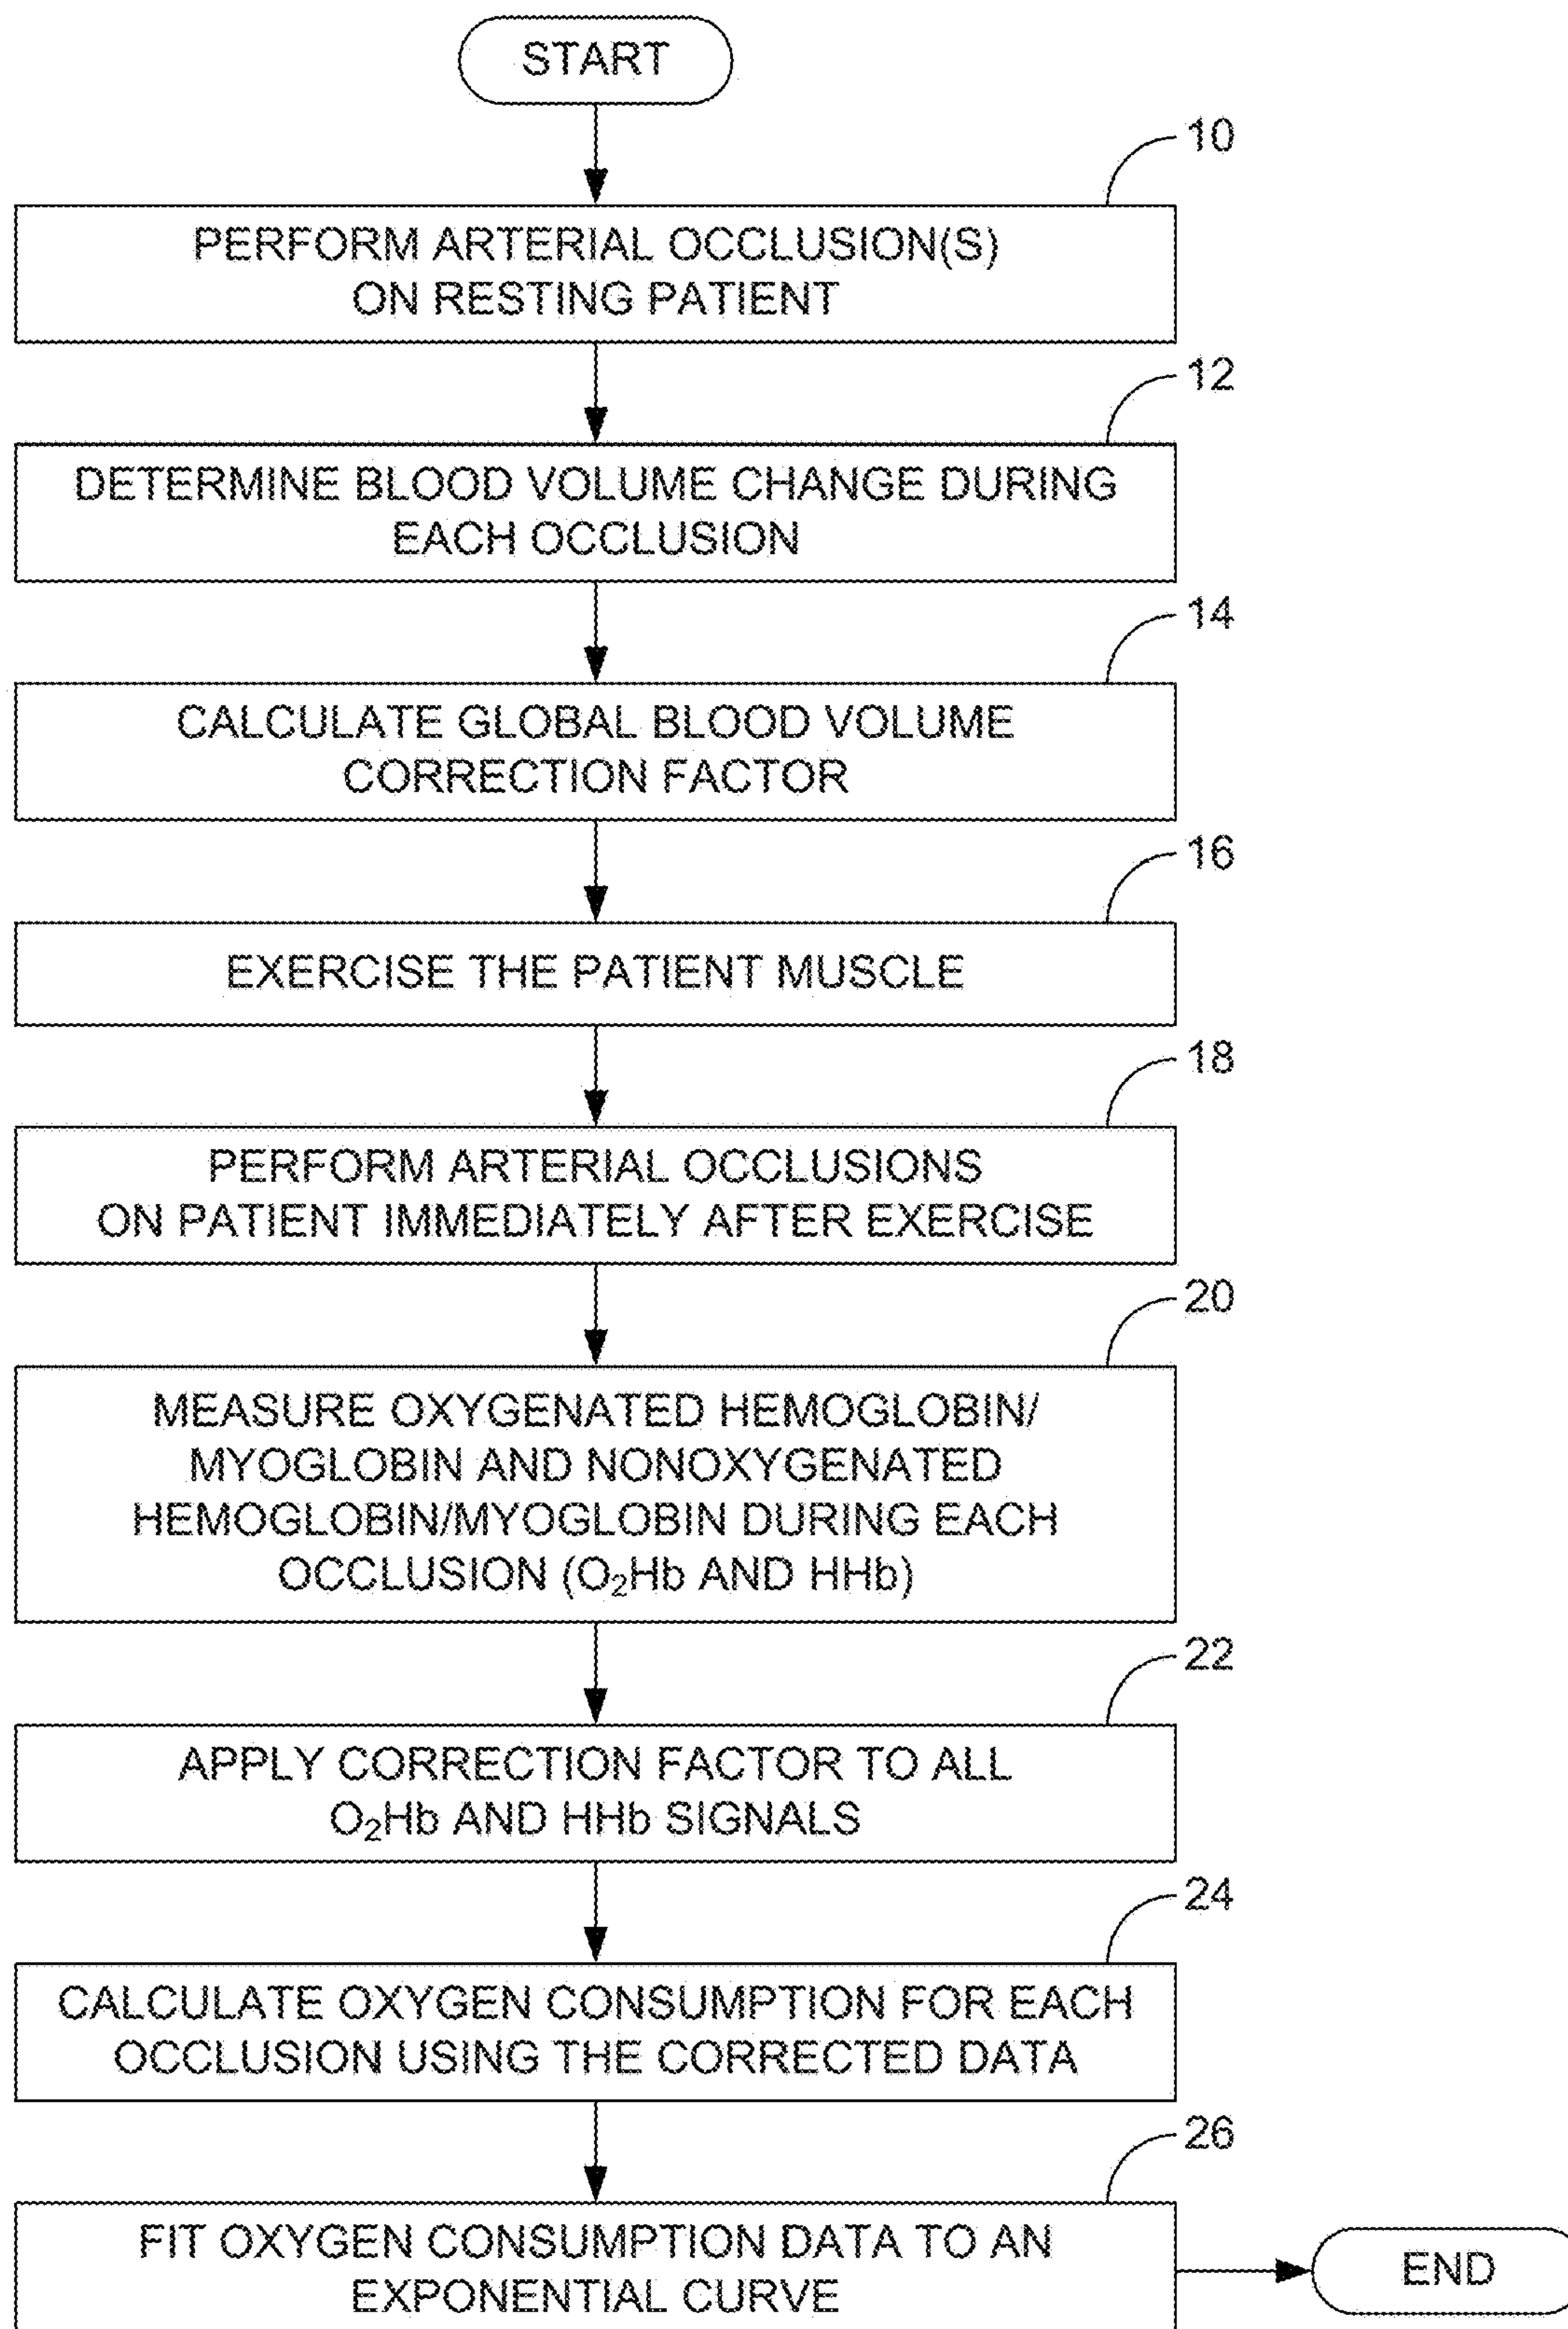 START
10
PERFORM ARTERIAL OCCLUSION(S)
ON RESTING PATIENT
12
DETERMINE BLOOD VOLUME CHANGE DURING
EACH OCCLUSION
14
CALCULATE GLOBAL BLOOD VOLUME
CORRECTION FACTOR
16
EXERCISE THE PATIENT MUSCLE
18
PERFORM ARTERIAL OCCLUSIONS
ON PATIENT IMMEDIATELY AFTER EXERCISE
20
MEASURE OXYGENATED HEMOGLOBIN/
MYOGLOBIN AND NONOXYGENATED
HEMOGLOBIN/MYOGLOBIN DURING EACH
OCCLUSION (O₂Hb AND HHb)
22
APPLY CORRECTION FACTOR TO ALL
O₂Hb AND HHb SIGNALS
24
CALCULATE OXYGEN CONSUMPTION FOR EACH
OCCLUSION USING THE CORRECTED DATA
26
FIT OXYGEN CONSUMPTION DATA TO AN
EXPONENTIAL CURVE
END